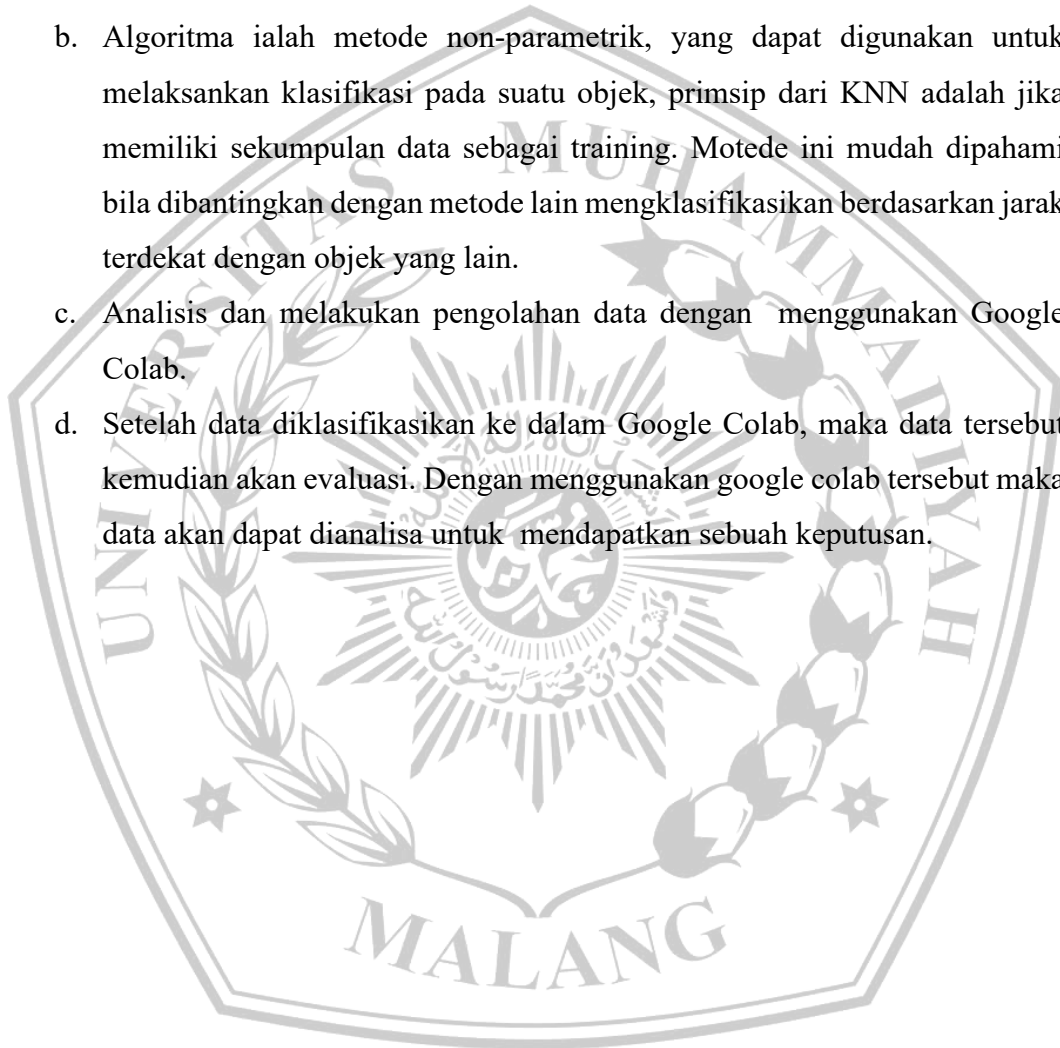 b. Algoritma ialah metode non-parametrik, yang dapat digunakan untuk
melaksankan klasifikasi pada suatu objek, primsip dari KNN adalah jika
memiliki sekumpulan data sebagai training. Motede ini mudah dipahami
bila dibantingkan dengan metode lain mengklasifikasikan berdasarkan jarak
terdekat dengan objek yang lain.
c. Analisis dan melakukan pengolahan data dengan menggunakan Google
Colab.
d. Setelah data diklasifikasikan ke dalam Google Colab, maka data tersebut
kemudian akan evaluasi. Dengan menggunakan google colab tersebut maka
data akan dapat dianalisa untuk mendapatkan sebuah keputusan.
UNIVERSITAS MUHAMMADIYAH
MALANG